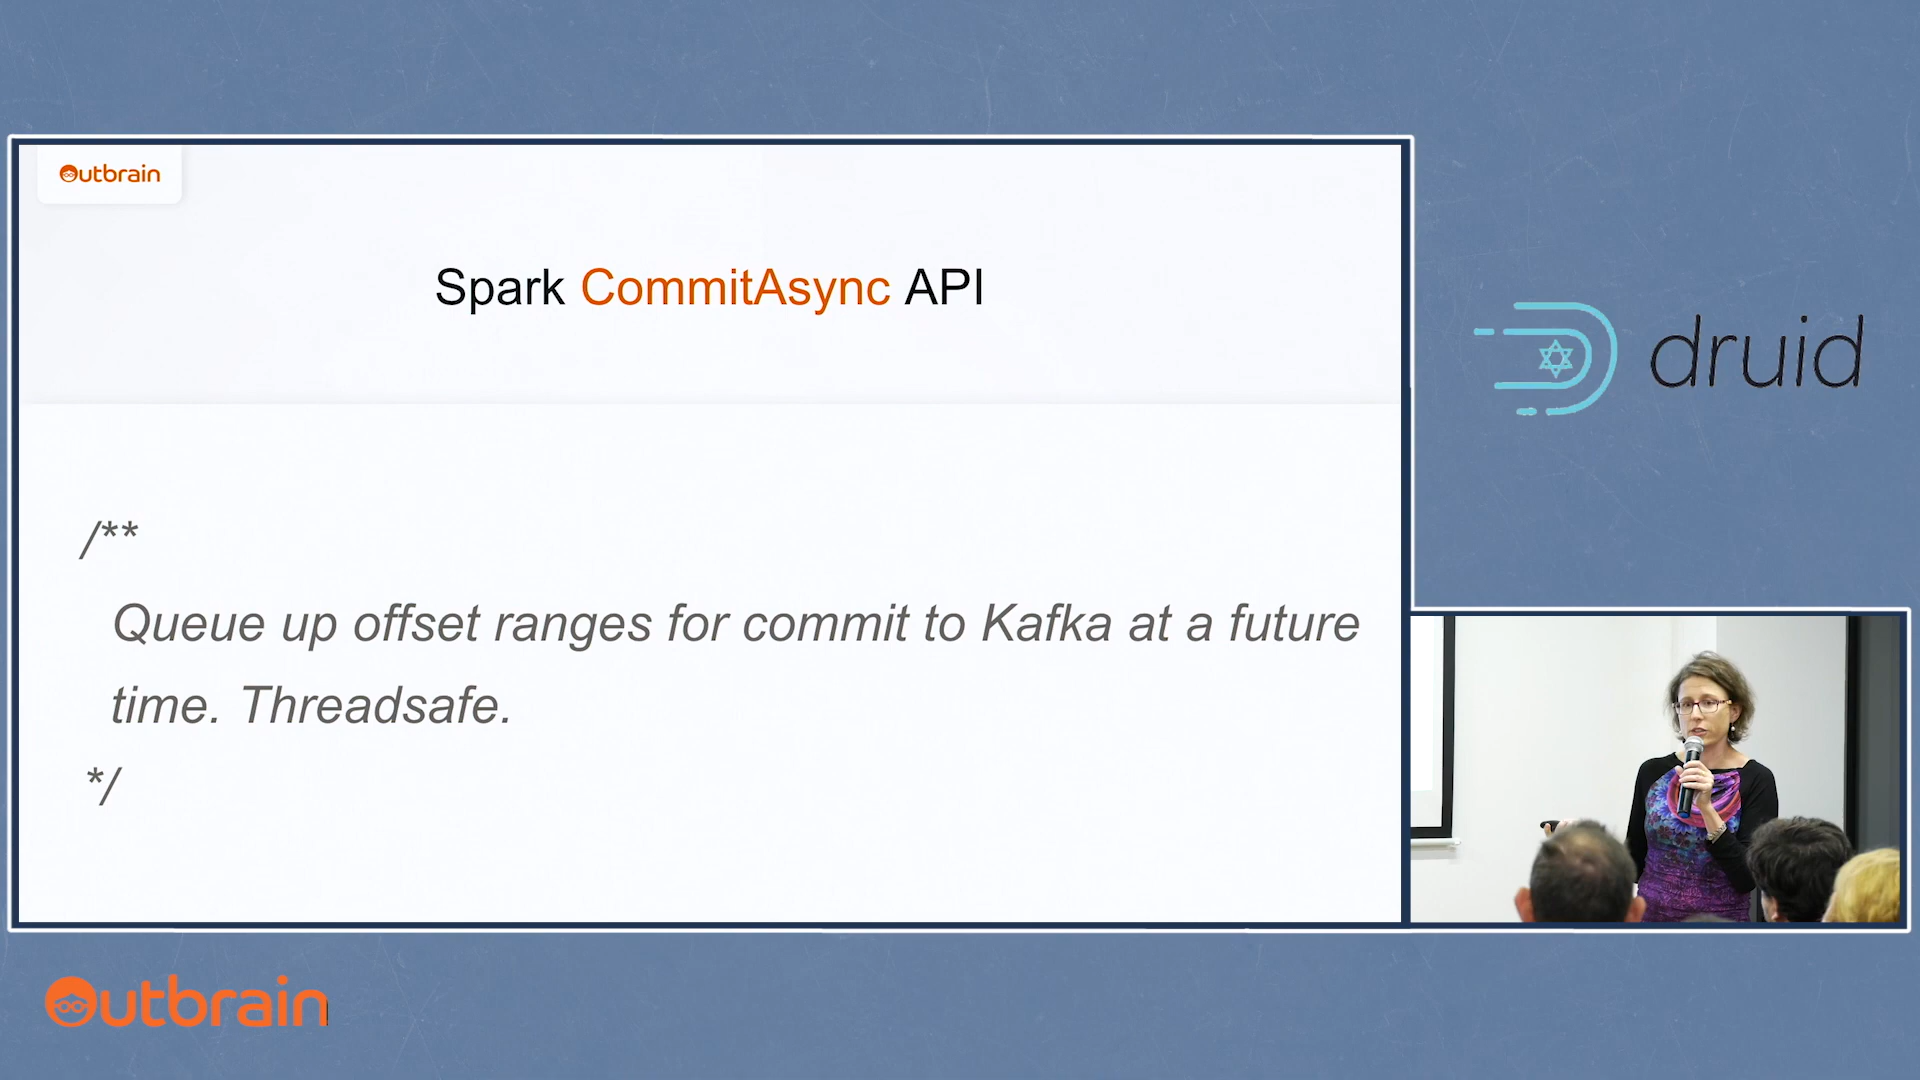 Outbrain
Spark CommitAsync API
/**
Queue up offset ranges for commit to Kafka at a future
time. Threadsafe.
*/
druid
Outbrain